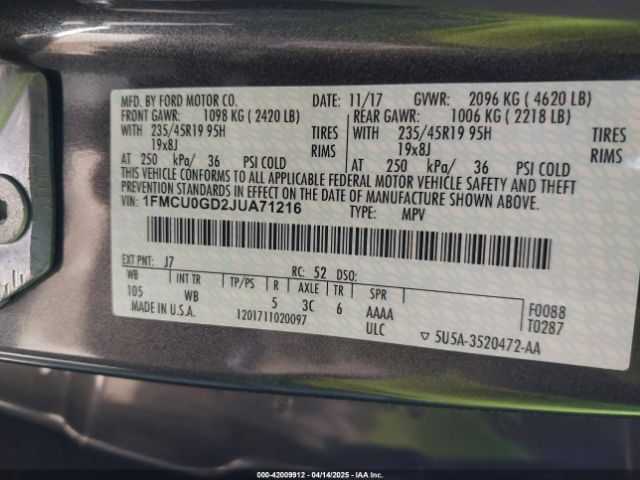 MFD. BY FORD MOTOR CO. DATE: 11/17 GVWR: 2096 KG ( 4620 LB)
FRONT GAWR: 1098 KG ( 2420 LB) REAR GAWR: 1006 KG ( 2218 LB)
WITH 235/45R19 95H TIRES WITH 235/45R19 95H TIRES
19x8J RIMS 19x8J RIMS
AT 250 kPa/ 36 PSI COLD AT 250 kPa/ 36 PSI COLD
THIS VEHICLE CONFORMS TO ALL APPLICABLE FEDERAL MOTOR VEHICLE SAFETY AND THEFT
PREVENTION STANDARDS IN EFFECT ON THE DATE OF MANUFACTURE SHOWN ABOVE.
VIN: 1FMCU0GD2JUA71216 TYPE: MPV
EXT PNT: J7 RC: 52 DSO:
WB INT TR TP/PS R AXLE TR SPR
105 WB 5 3C 6 AAAA F0088
MADE IN U.S.A. 1201711020097 ULC T0287
5U5A-3520472-AA
000-42009912 - 04/14/2025 - www.iaai.com